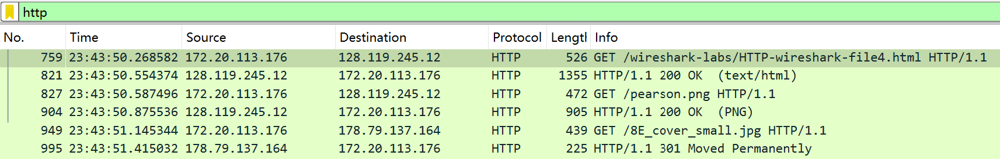 http
No. Time Source Destination Protocol Length Info
759 23:43:50.268582 172.20.113.176 128.119.245.12 HTTP 526 GET /wireshark-labs/HTTP-wireshark-file4.html HTTP/1.1
821 23:43:50.554374 128.119.245.12 172.20.113.176 HTTP 1355 HTTP/1.1 200 OK (text/html)
827 23:43:50.587496 172.20.113.176 128.119.245.12 HTTP 472 GET /pearson.png HTTP/1.1
904 23:43:50.875536 128.119.245.12 172.20.113.176 HTTP 905 HTTP/1.1 200 OK (PNG)
949 23:43:51.145344 172.20.113.176 178.79.137.164 HTTP 439 GET /8E_cover_small.jpg HTTP/1.1
995 23:43:51.415032 178.79.137.164 172.20.113.176 HTTP 225 HTTP/1.1 301 Moved Permanently